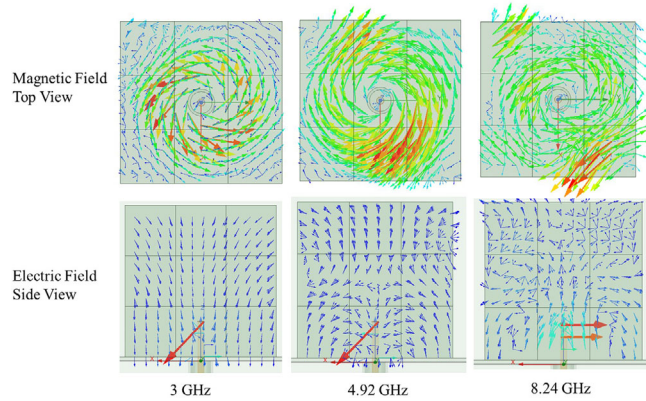 Magnetic Field
Top View
Electric Field
Side View
3 GHz
4.92 GHz
8.24 GHz